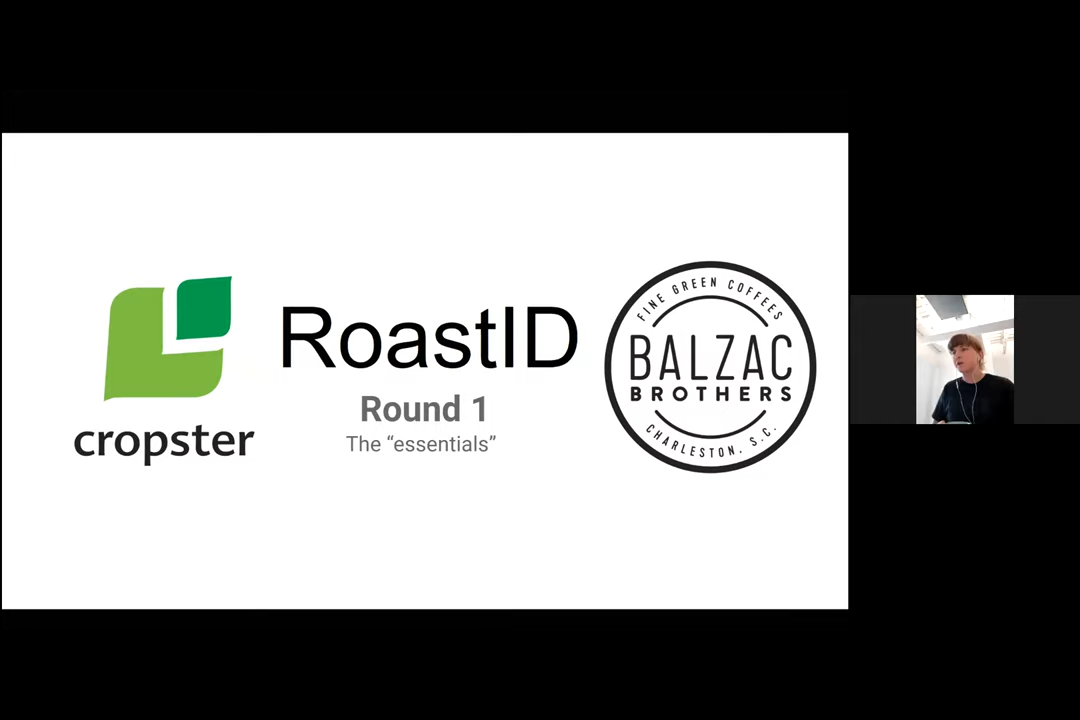 cropster
RoastID
Round 1
The “essentials”
FINE GREEN COFFEES
BALZAC
BROTHERS
CHARLESTON, S.C.